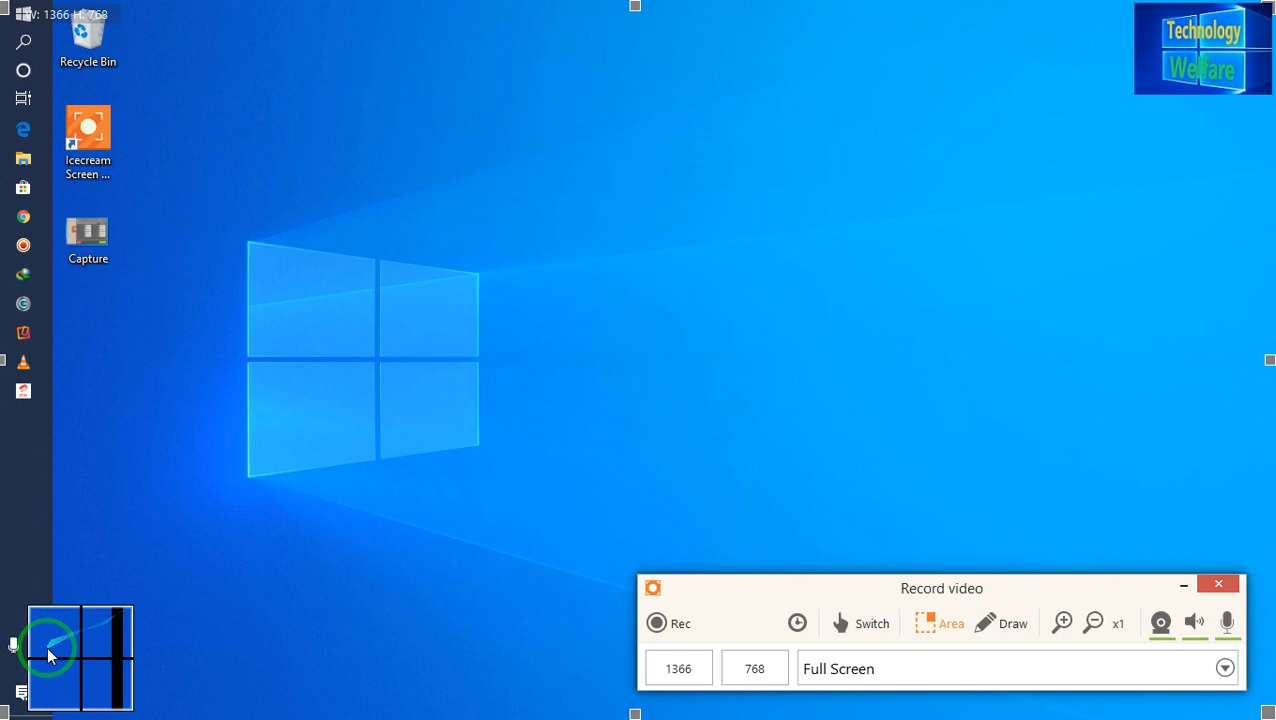 W: 1366 H: 768
Recycle Bin
Icecream
Screen ...
Capture
Technology
Welfare
Record video
Rec
Switch
Area
Draw
x1
1366
768
Full Screen